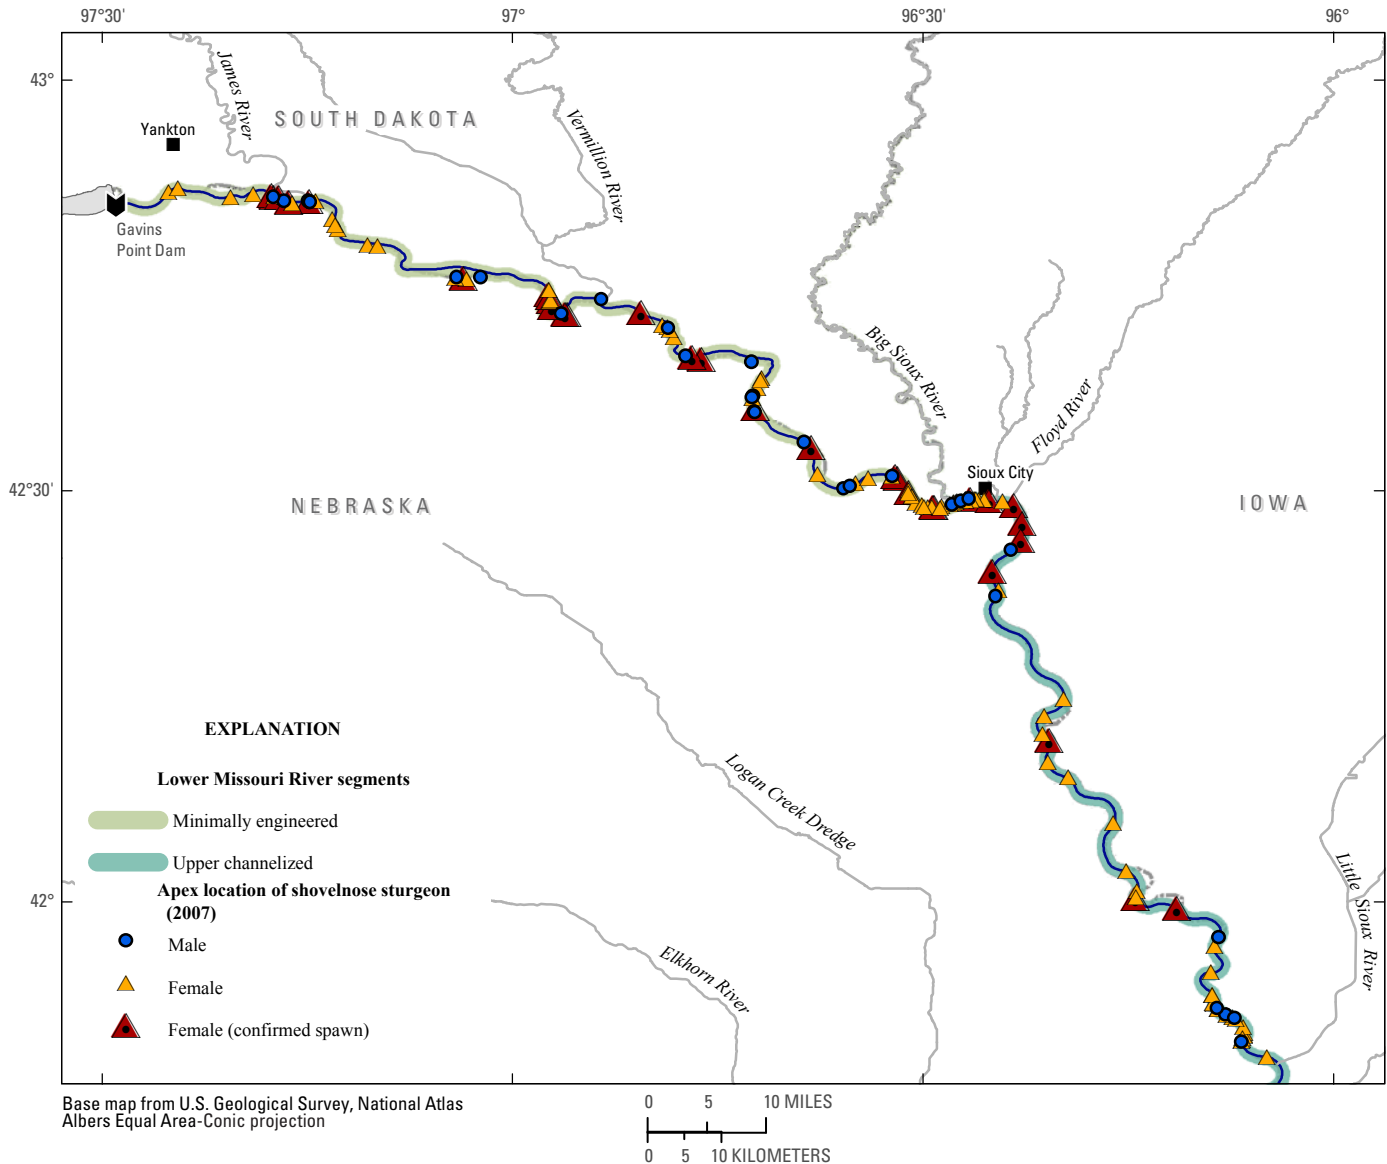 97°30'
97°
96°30'
96°
43°
42°30'
42°
James River
SOUTH DAKOTA
Yankton
Vermillion River
Gavins
Point Dam
Big Sioux River
Floyd River
Sioux City
NEBRASKA
IOWA
Logan Creek Dredge
Little Sioux River
Elkhorn River
EXPLANATION
Lower Missouri River segments
Minimally engineered
Upper channelized
Apex location of shovelnose sturgeon
(2007)
Male
Female
Female (confirmed spawn)
Base map from U.S. Geological Survey, National Atlas
Albers Equal Area-Conic projection
0 5 10 MILES
0 5 10 KILOMETERS